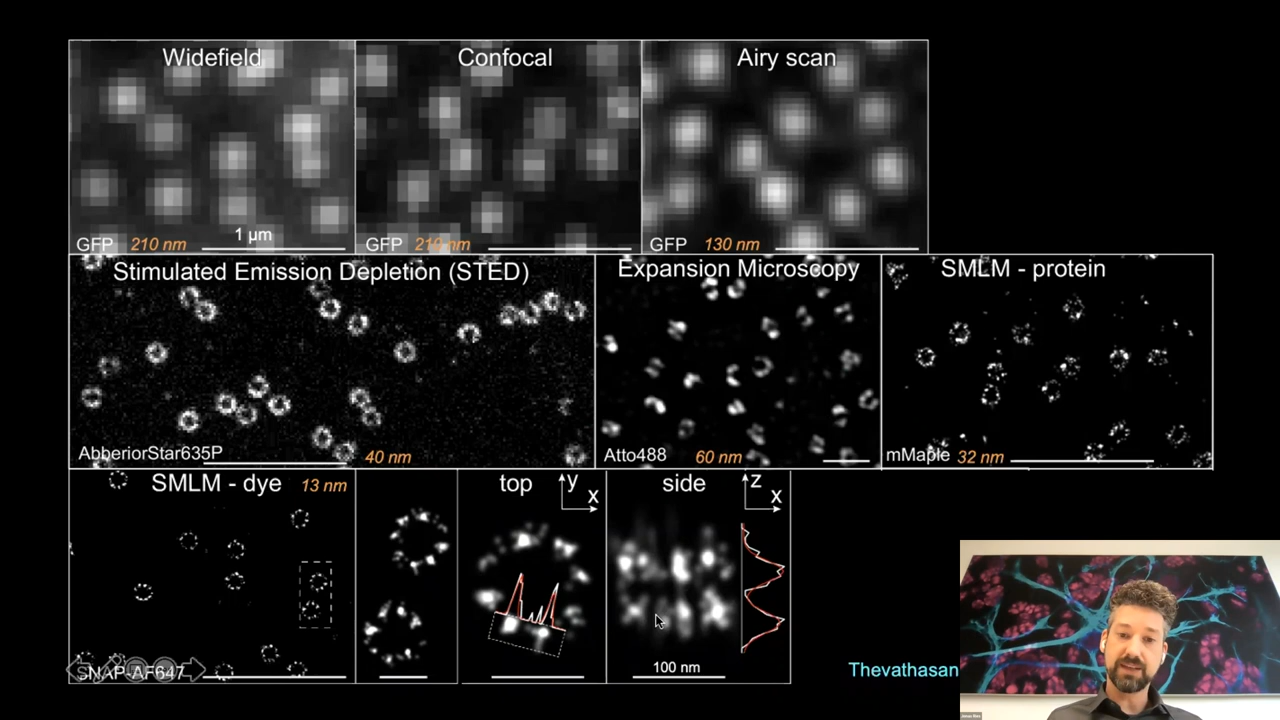 Widefield
Confocal
Airy scan
1 µm
GFP 210 nm
GFP 210 nm
GFP 130 nm
Stimulated Emission Depletion (STED)
Expansion Microscopy
SMLM - protein
AbberiorStar635P 40 nm
Atto488 60 nm
mMaple 32 nm
SMLM - dye 13 nm
top
y
x
side
z
x
SNAP-AF647
100 nm
Thevathasan